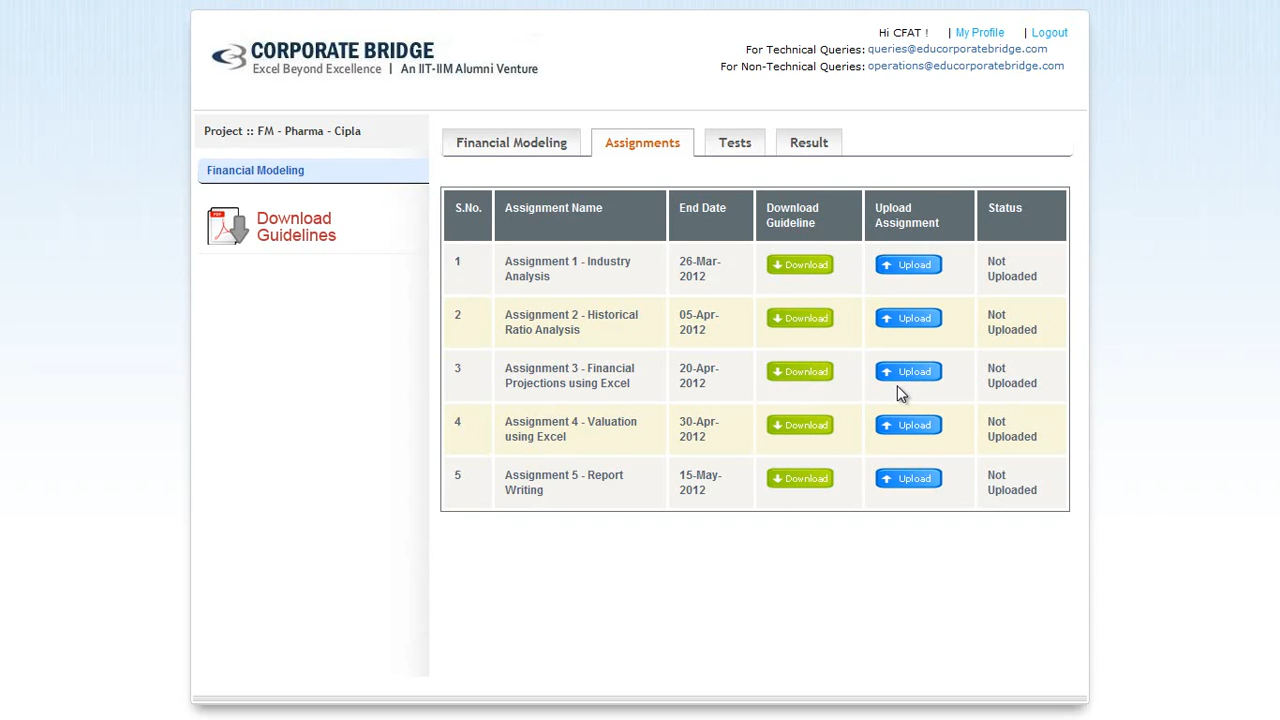 CORPORATE BRIDGE
Excel Beyond Excellence | An IIT-IIM Alumni Venture
Hi CFAT ! | My Profile | Logout
For Technical Queries: queries@educorporatebridge.com
For Non-Technical Queries: operations@educorporatebridge.com
Project :: FM - Pharma - Cipla
Financial Modeling
PDF
Download
Guidelines
Financial Modeling
Assignments
Tests
Result
S.No.
Assignment Name
End Date
Download
Guideline
Upload
Assignment
Status
1
Assignment 1 - Industry
Analysis
26-Mar-
2012
Download
Upload
Not
Uploaded
2
Assignment 2 - Historical
Ratio Analysis
05-Apr-
2012
Download
Upload
Not
Uploaded
3
Assignment 3 - Financial
Projections using Excel
20-Apr-
2012
Download
Upload
Not
Uploaded
4
Assignment 4 - Valuation
using Excel
30-Apr-
2012
Download
Upload
Not
Uploaded
5
Assignment 5 - Report
Writing
15-May-
2012
Download
Upload
Not
Uploaded